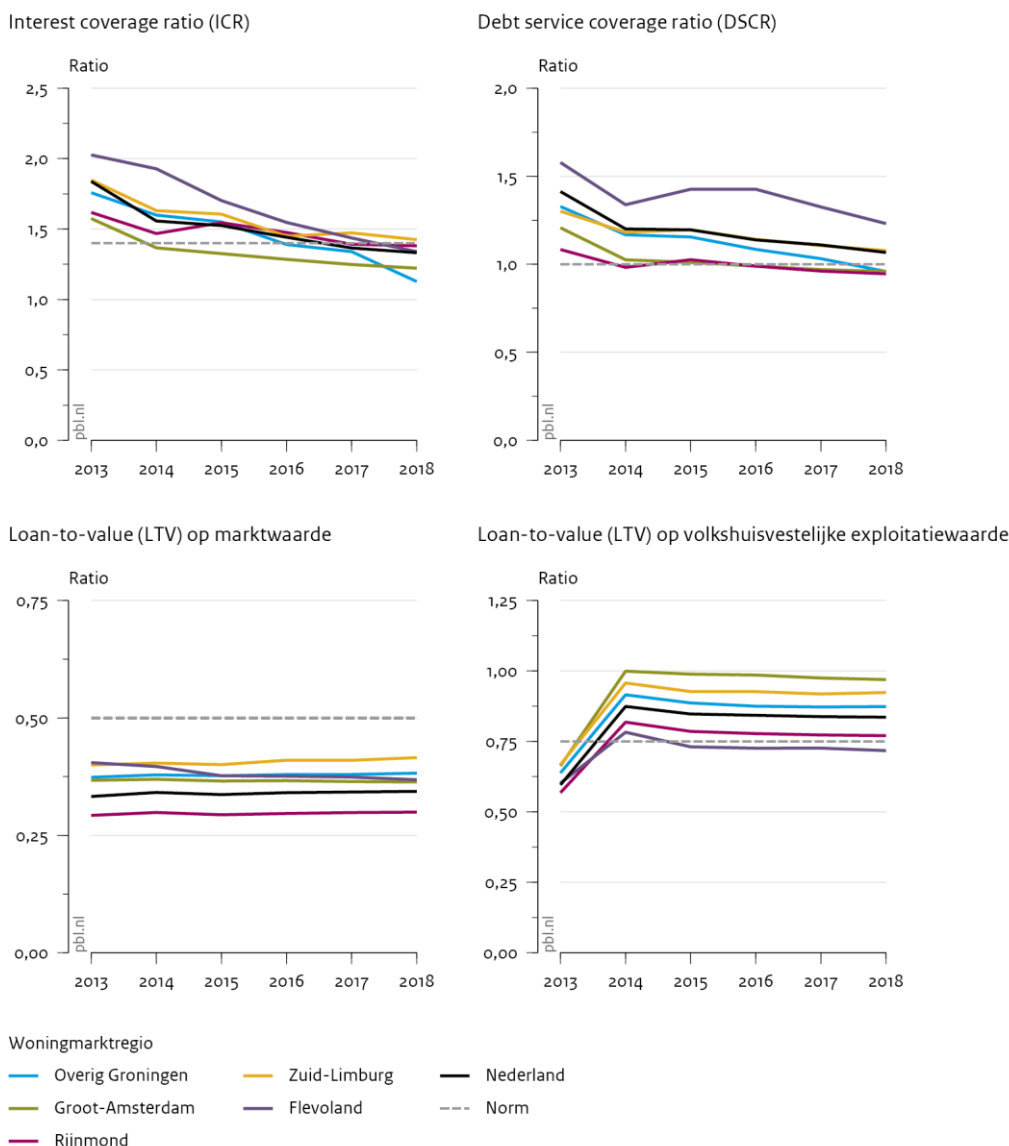 Interest coverage ratio (ICR)
Ratio
2,5
2,0
1,5
1,0
0,5
0,0
pbl.nl
2013 2014 2015 2016 2017 2018
Debt service coverage ratio (DSCR)
Ratio
2,0
1,5
1,0
0,5
0,0
pbl.nl
2013 2014 2015 2016 2017 2018
Loan-to-value (LTV) op marktwaarde
Ratio
0,75
0,50
0,25
0,00
pbl.nl
2013 2014 2015 2016 2017 2018
Loan-to-value (LTV) op volkshuisvestelijke exploitatiewaarde
Ratio
1,25
1,00
0,75
0,50
0,25
0,00
pbl.nl
2013 2014 2015 2016 2017 2018
Woningmarktregio
Overig Groningen Zuid-Limburg Nederland
Groot-Amsterdam Flevoland Norm
Rijnmond